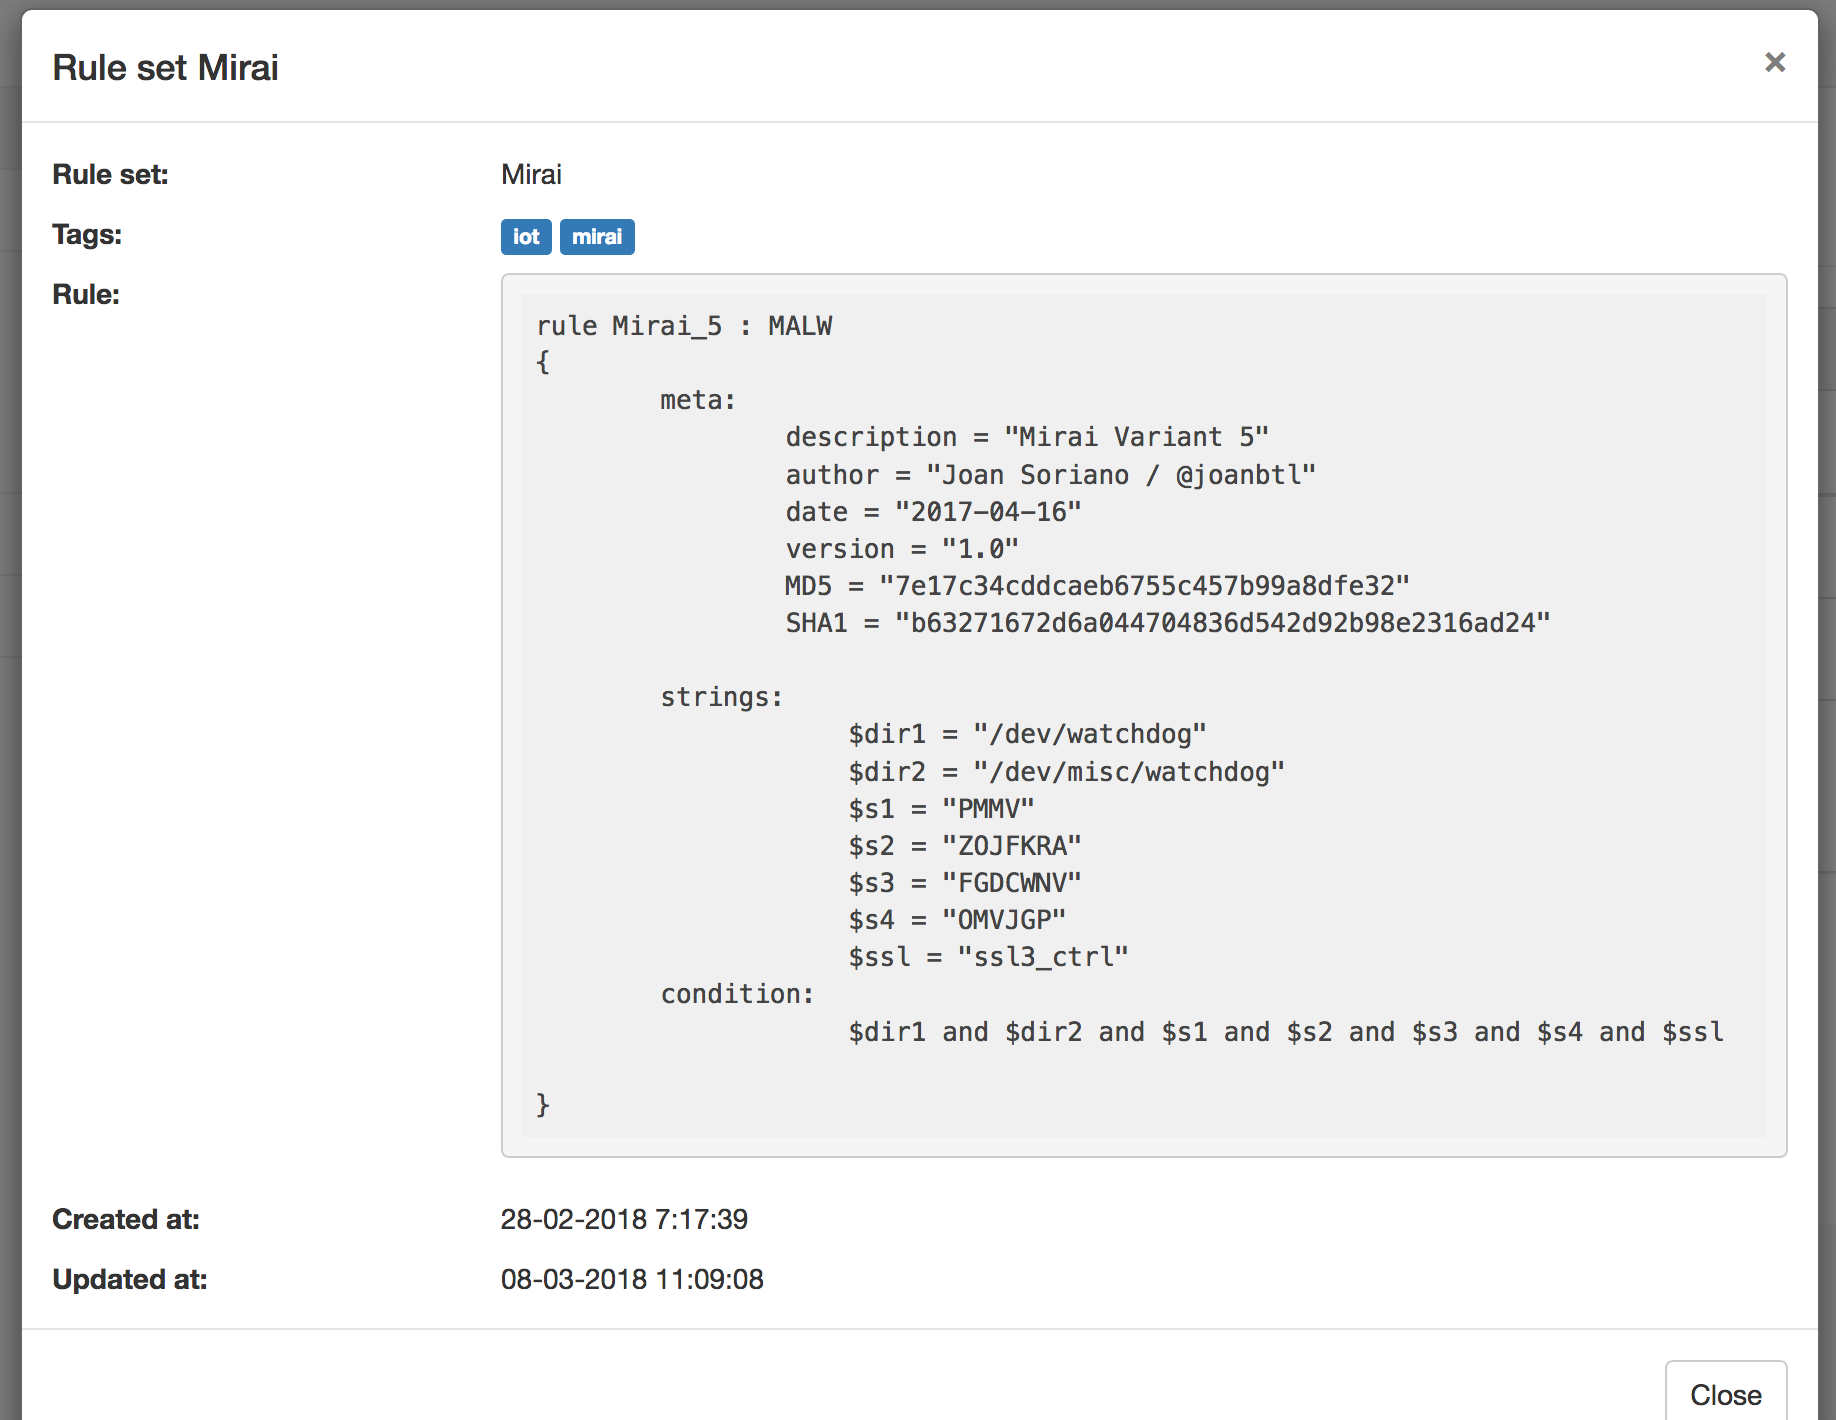 Rule set Mirai ×
Rule set: Mirai
Tags: iot mirai
Rule:
rule Mirai_5 : MALW
{
meta:
description = "Mirai Variant 5"
author = "Joan Soriano / @joanbtl"
date = "2017-04-16"
version = "1.0"
MD5 = "7e17c34cddcaeb6755c457b99a8dfe32"
SHA1 = "b63271672d6a044704836d542d92b98e2316ad24"
strings:
$dir1 = "/dev/watchdog"
$dir2 = "/dev/misc/watchdog"
$s1 = "PMMV"
$s2 = "ZOJFKRA"
$s3 = "FGDCWNV"
$s4 = "OMVJGP"
$ssl = "ssl3_ctrl"
condition:
$dir1 and $dir2 and $s1 and $s2 and $s3 and $s4 and $ssl
}
Created at: 28-02-2018 7:17:39
Updated at: 08-03-2018 11:09:08
Close